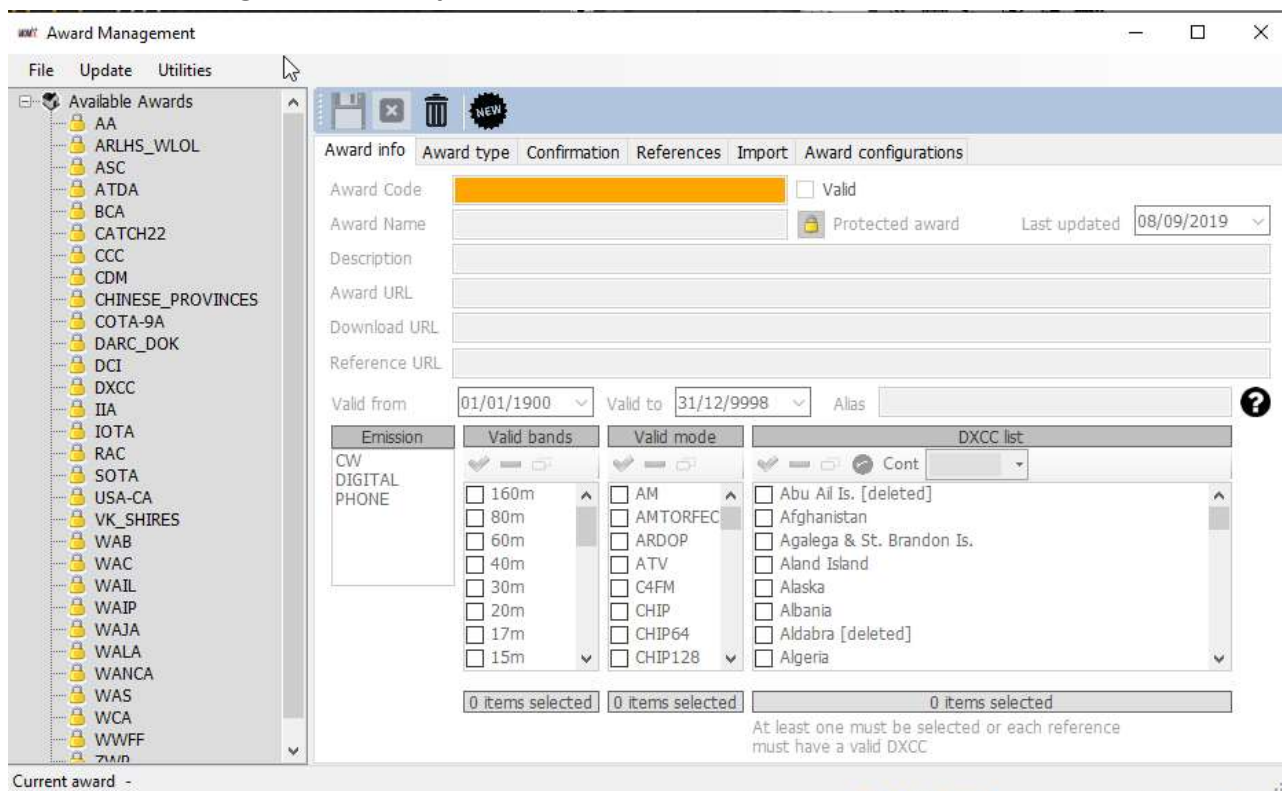 Award Management
File Update Utilities
Available Awards
AA
ARLHS_WLOL
ASC
ATDA
BCA
CATCH22
CCC
CDM
CHINESE_PROVINCES
COTA-9A
DARC_DOK
DCI
DXCC
IIA
IOTA
RAC
SOTA
USA-CA
VK_SHIRES
WAB
WAC
WAIL
WAIP
WAJA
WALA
WANCA
WAS
WCA
WWFF
NEW
Award info Award type Confirmation References Import Award configurations
Award Code Valid
Award Name Protected award Last updated 08/09/2019
Description
Award URL
Download URL
Reference URL
Valid from 01/01/1900 Valid to 31/12/9998 Alias
Emission Valid bands Valid mode DXCC list
CW
DIGITAL
PHONE
160m
80m
60m
40m
30m
20m
17m
15m
0 items selected
AM
AMTORFEC
ARDOP
ATV
C4FM
CHIP
CHIP64
CHIP128
0 items selected
Cont
Abu Ail Is. [deleted]
Afghanistan
Agalega & St. Brandon Is.
Aland Island
Alaska
Albania
Aldabra [deleted]
Algeria
0 items selected
At least one must be selected or each reference
must have a valid DXCC
Current award -